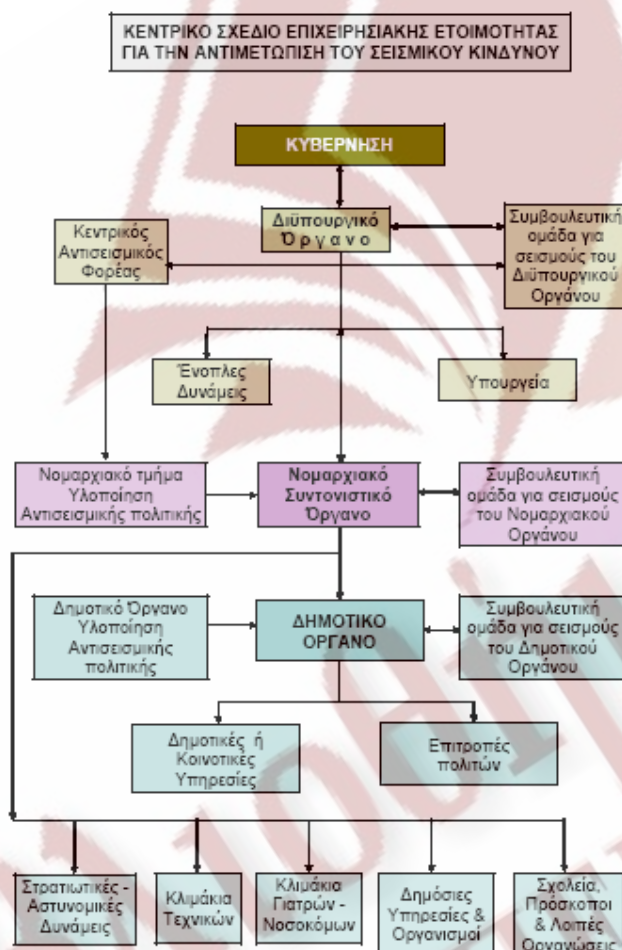 ΚΕΝΤΡΙΚΟ ΣΧΕΔΙΟ ΕΠΙΧΕΙΡΗΣΙΑΚΗΣ ΕΤΟΙΜΟΤΗΤΑΣ
ΓΙΑ ΤΗΝ ΑΝΤΙΜΕΤΩΠΙΣΗ ΤΟΥ ΣΕΙΣΜΙΚΟΥ ΚΙΝΔΥΝΟΥ
ΚΥΒΕΡΝΗΣΗ
Κεντρικός
Αντισεισμικός
Φορέας
Διϋπουργικό
Όργανο
Συμβουλευτική
ομάδα για
σεισμούς του
Διϋπουργικού
Οργάνου
Ένοπλες
Δυνάμεις
Υπουργεία
Νομαρχιακό τμήμα
Υλοποίηση
Αντισεισμικής πολιτικής
Νομαρχιακό
Συντονιστικό
Όργανο
Συμβουλευτική
ομάδα για σεισμούς
του Νομαρχιακού
Οργάνου
Δημοτικό Όργανο
Υλοποίηση
Αντισεισμικής
πολιτικής
ΔΗΜΟΤΙΚΟ
ΟΡΓΑΝΟ
Συμβουλευτική
ομάδα για σεισμούς
του Δημοτικού
Οργάνου
Δημοτικές ή
Κοινοτικές
Υπηρεσίες
Επιτροπές
πολιτών
Στρατιωτικές -
Αστυνομικές
Δυνάμεις
Κλιμάκια
Τεχνικών
Κλιμάκια
Γιατρών -
Νοσοκόμων
Δημόσιες
Υπηρεσίες &
Οργανισμοί
Σχολεία,
Πρόσκοποι
& Λοιπές
Οργανώσεις